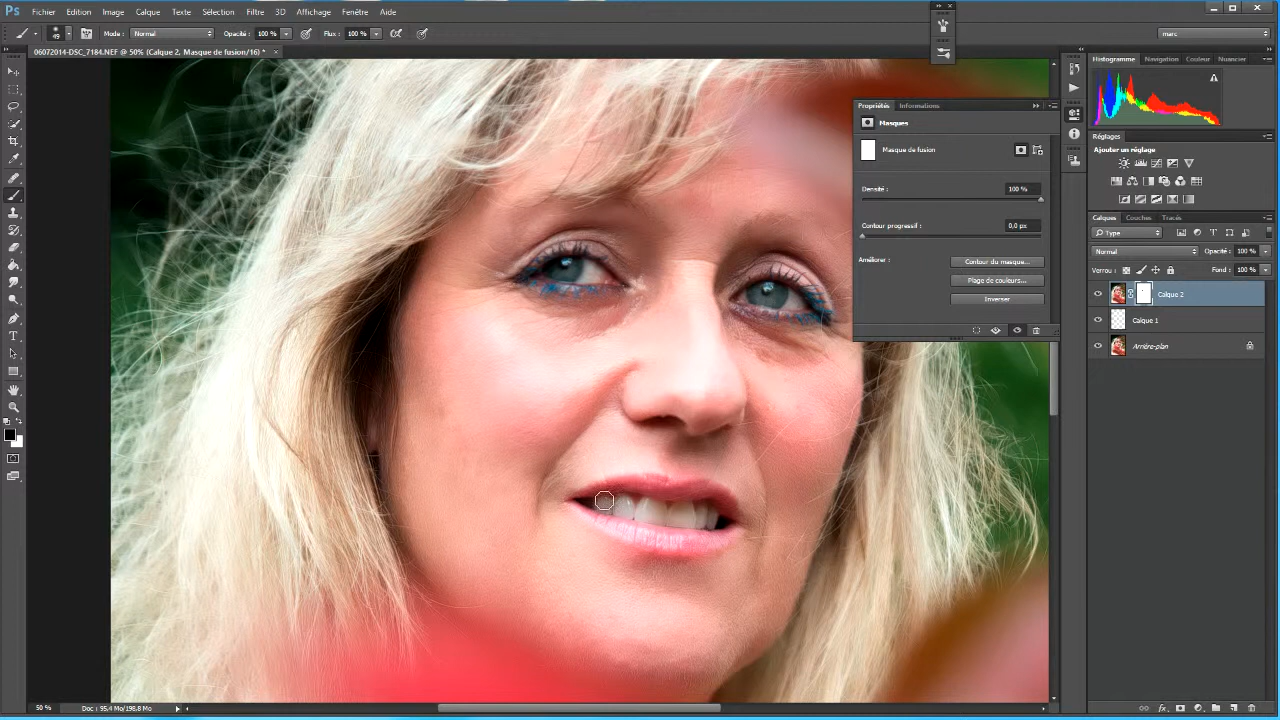 Ps Fichier Edition Image Calque Texte Sélection Filtre 3D Affichage Fenêtre Aide
49 Mode : Normal Opacité : 100 % Flux : 100 % marc
06072014-DSC_7184.NEF @ 50% (Calque 2, Masque de fusion/16) * ×
Histogramme Navigation Couleur Nuancier
Propriétés Informations
Masques
Masque de fusion
Densité : 100 %
Contour progressif : 0,0 px
Améliorer : Contour du masque...
Plage de couleurs...
Inverser
Réglages
Ajouter un réglage
Calques Couches Tracés
Type
Normal Opacité : 100 %
Verrou : Fond : 100 %
Calque 2
Calque 1
Arrière-plan
fx
T
50 % Doc : 95,4 Mo/198,8 Mo